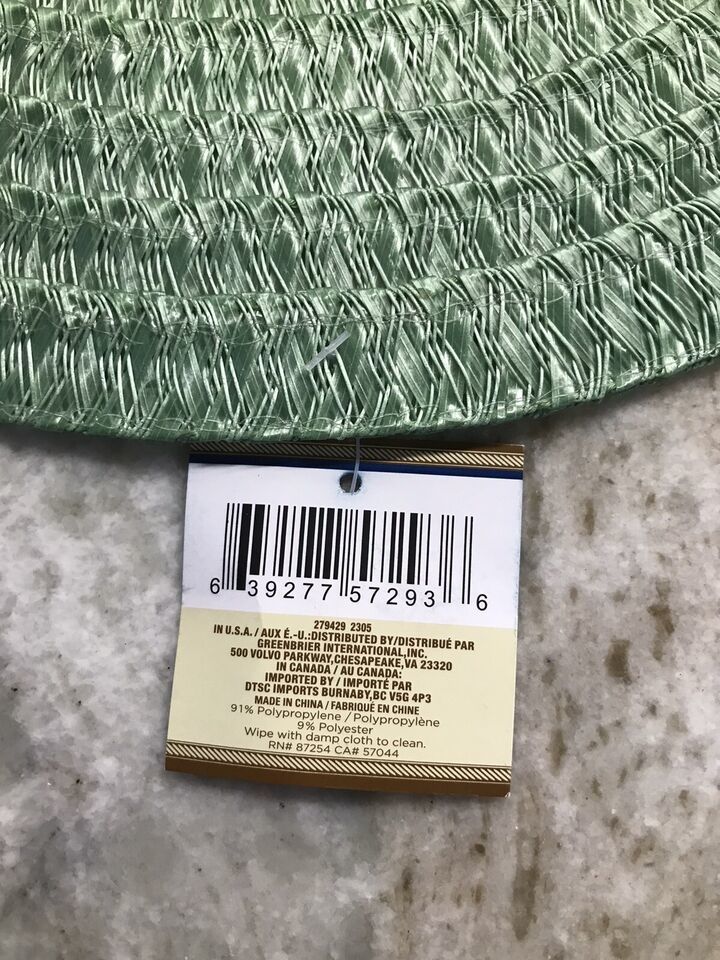 6 39277 57293 6
279429 2305
IN U.S.A. / AUX É.-U.:DISTRIBUTED BY/DISTRIBUÉ PAR
GREENBRIER INTERNATIONAL,INC.
500 VOLVO PARKWAY,CHESAPEAKE,VA 23320
IN CANADA / AU CANADA:
IMPORTED BY / IMPORTÉ PAR
DTSC IMPORTS BURNABY,BC V5G 4P3
MADE IN CHINA / FABRIQUÉ EN CHINE
91% Polypropylene / Polypropylène
9% Polyester
Wipe with damp cloth to clean.
RN# 87254 CA# 57044